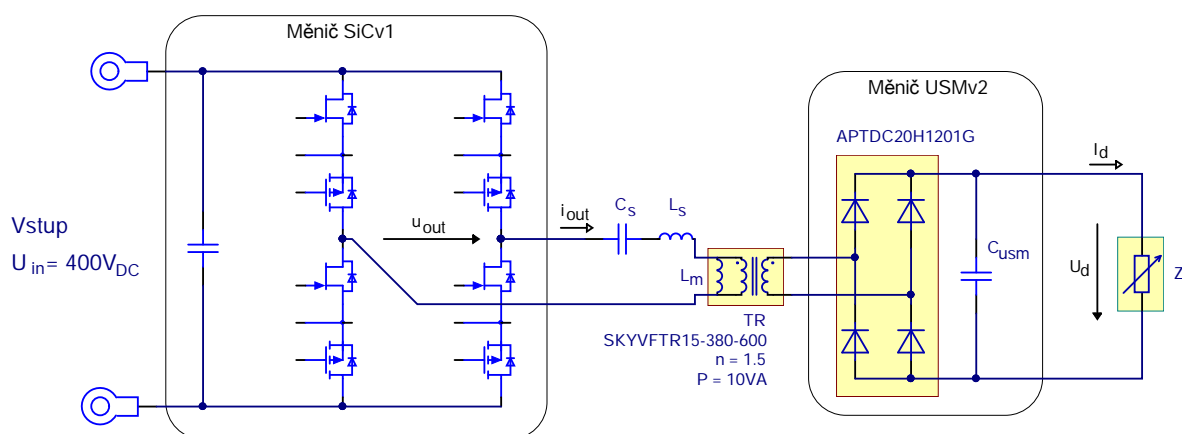 Měnič SiCv1
Měnič USMv2
APTDC20H1201G
Vstup
U in = 400VDC
uout
iout
Cs
Ls
Lm
TR
SKYVFTR15-380-600
n = 1.5
P = 10VA
Cusm
Id
Ud
Z